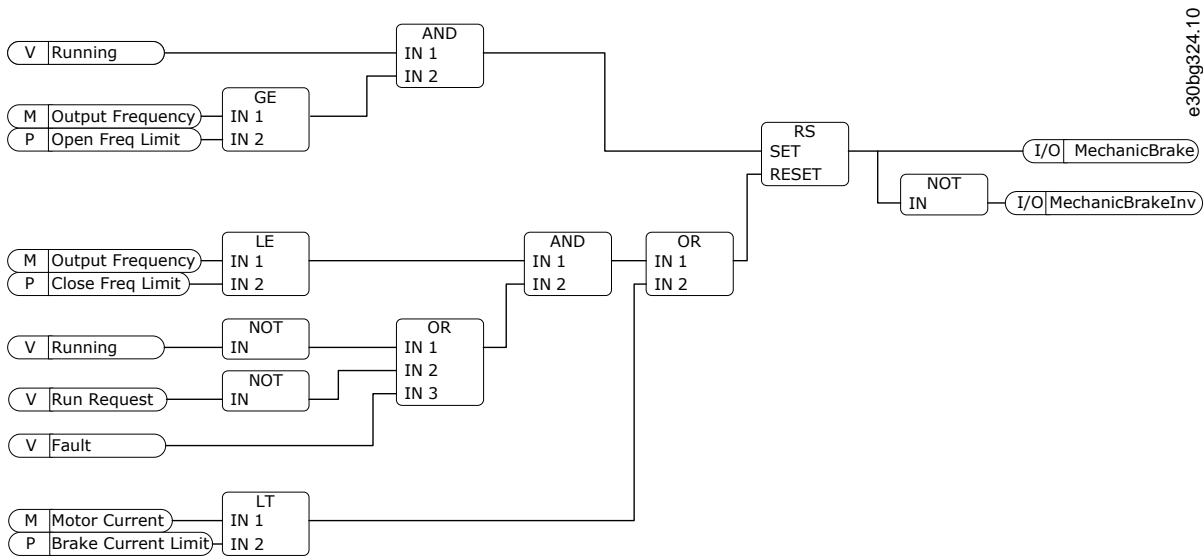 e30bg324.10
AND
V Running
IN 1
IN 2
GE
M Output Frequency
IN 1
P Open Freq Limit
IN 2
RS
SET
RESET
I/O MechanicBrake
NOT
IN
I/O MechanicBrakeInv
LE
M Output Frequency
IN 1
P Close Freq Limit
IN 2
AND
IN 1
IN 2
OR
IN 1
IN 2
NOT
V Running
IN
OR
IN 1
IN 2
IN 3
NOT
V Run Request
IN
V Fault
LT
M Motor Current
IN 1
P Brake Current Limit
IN 2